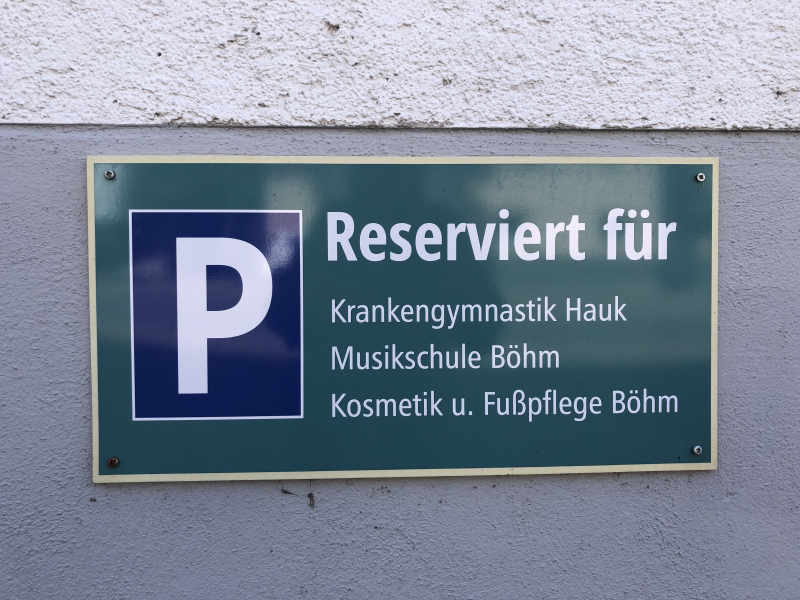 P
Reserviert für
Krankengymnastik Hauk
Musikschule Böhm
Kosmetik u. Fußpflege Böhm